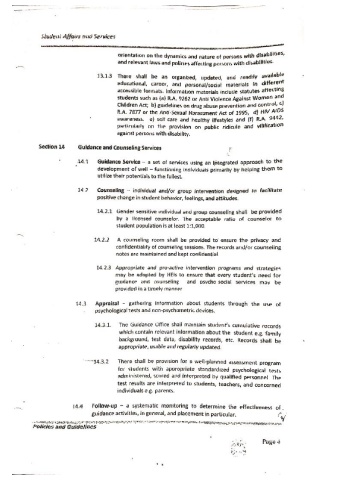 Student Affairs and Services
orientation on the dynamics and nature of persons with disabilities,
and relevant laws and policies affecting persons with disabilities.
13.1.3 There shall be an organized, updated, and readily available
educational, career, and personal/social materials in different
accessible formats. Information materials include statutes affecting
students such as (a) R.A. 9262 or Anti Violence Against Women and
Children Act; b) guidelines on drug abuse prevention and control, c)
R.A. 7877 or the Anti-Sexual Harassment Act of 1995, d) HIV AIDS
awareness. e) self care and healthy lifestyles and (f) R.A. 9442,
particularly on the provision on public ridicule and vilification
against persons with disability.
Section 14 Guidance and Counseling Services
14.1 Guidance Service – a set of services using an integrated approach to the
development of well – functioning individuals primarily by helping them to
utilize their potentials to the fullest.
14.2 Counseling – individual and/or group intervention designed to facilitate
positive change in student behavior, feelings, and attitudes.
14.2.1 Gender sensitive individual and group counseling shall be provided
by a licensed counselor. The acceptable ratio of counselor to
student population is at least 1:1,000.
14.2.2 A counseling room shall be provided to ensure the privacy and
confidentiality of counseling sessions. The records and/or counseling
notes are maintained and kept confidential
14.2.3 Appropriate and pro-active intervention programs and strategies
may be adopted by HEIs to ensure that every student's need for
guidance and counseling and psycho social services may be
provided in a timely manner
14.3 Appraisal – gathering information about students through the use of
psychological tests and non-psychometric devices.
14.3.1. The Guidance Office shall maintain student's cumulative records
which contain relevant information about the student e.g. family
background, test data, disability records, etc. Records shall be
appropriate, usable and regularly updated.
14.3.2 There shall be provision for a well-planned assessment program
for students with appropriate standardized psychological tests
administered, scored and interpreted by qualified personnel. The
test results are interpreted to students, teachers, and concerned
individuals e.g. parents.
14.4 Follow-up – a systematic monitoring to determine the effectiveness of
guidance activities, in general, and placement in particular.
Policies and Guidelines
Page